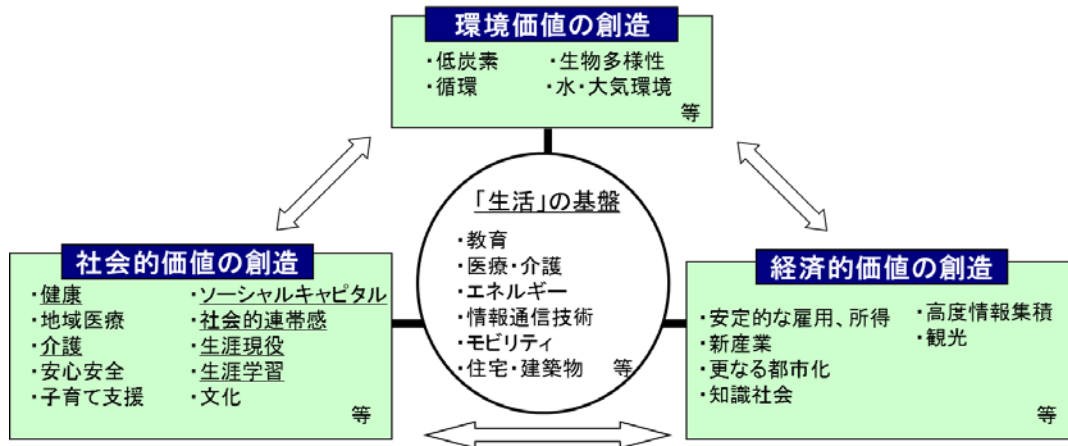 環境価値の創造
・低炭素 ・生物多様性
・循環 ・水・大気環境
等
「生活」の基盤
・教育
・医療・介護
・エネルギー
・情報通信技術
・モビリティ
・住宅・建築物 等
社会的価値の創造
・健康 ・ソーシャルキャピタル
・地域医療 ・社会的連帯感
・介護 ・生涯現役
・安心安全 ・生涯学習
・子育て支援 ・文化
等
経済的価値の創造
・安定的な雇用、所得
・新産業
・更なる都市化
・知識社会
・高度情報集積
・観光
等